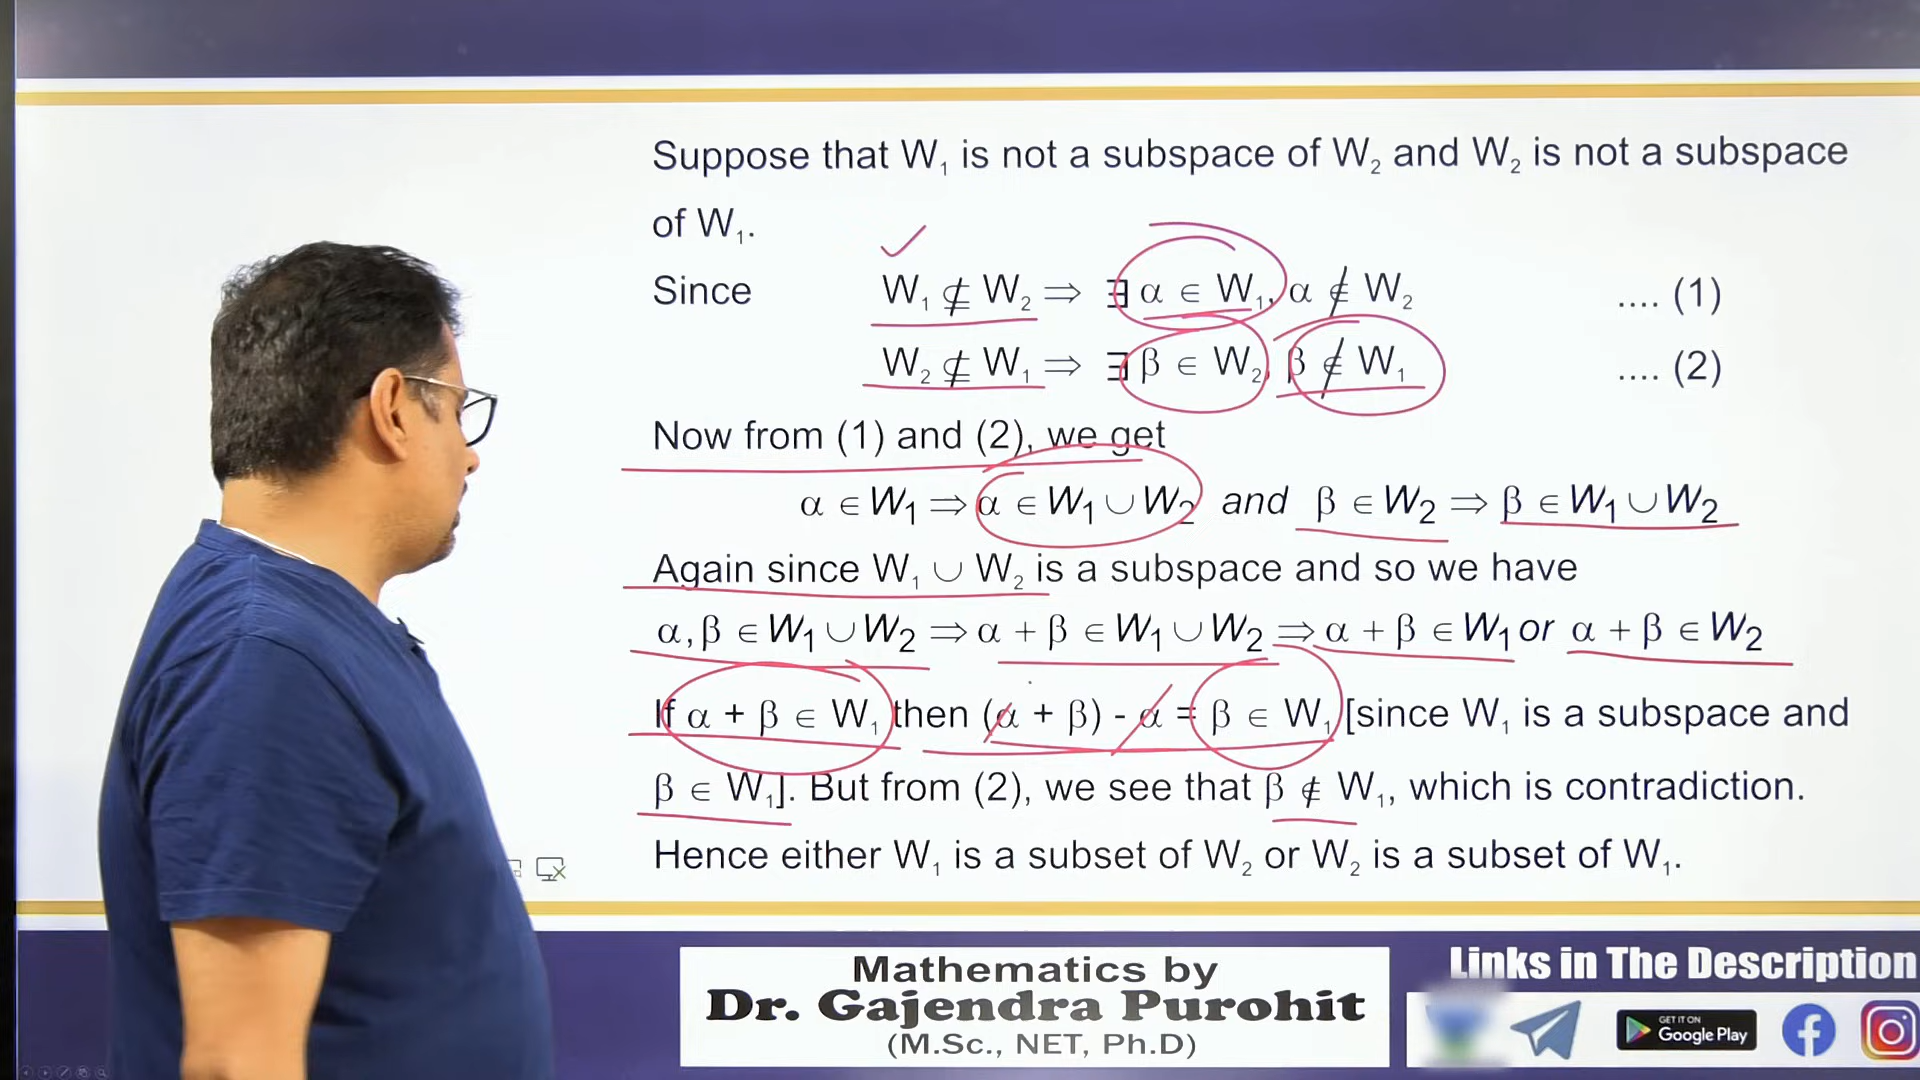 Suppose that W₁ is not a subspace of W₂ and W₂ is not a subspace
of W₁.
Since W₁ ⊈ W₂ ⇒ ∃ α ∈ W₁, α ∉ W₂ .... (1)
W₂ ⊈ W₁ ⇒ ∃ β ∈ W₂, β ∉ W₁ .... (2)
Now from (1) and (2), we get
α ∈ W₁ ⇒ α ∈ W₁ ∪ W₂ and β ∈ W₂ ⇒ β ∈ W₁ ∪ W₂
Again since W₁ ∪ W₂ is a subspace and so we have
α, β ∈ W₁ ∪ W₂ ⇒ α + β ∈ W₁ ∪ W₂ ⇒ α + β ∈ W₁ or α + β ∈ W₂
If α + β ∈ W₁ then (α + β) - α = β ∈ W₁ [since W₁ is a subspace and
β ∈ W₁]. But from (2), we see that β ∉ W₁, which is contradiction.
Hence either W₁ is a subset of W₂ or W₂ is a subset of W₁.
Mathematics by
Dr. Gajendra Purohit
(M.Sc., NET, Ph.D)
Links in The Description
GET IT ON
Google Play